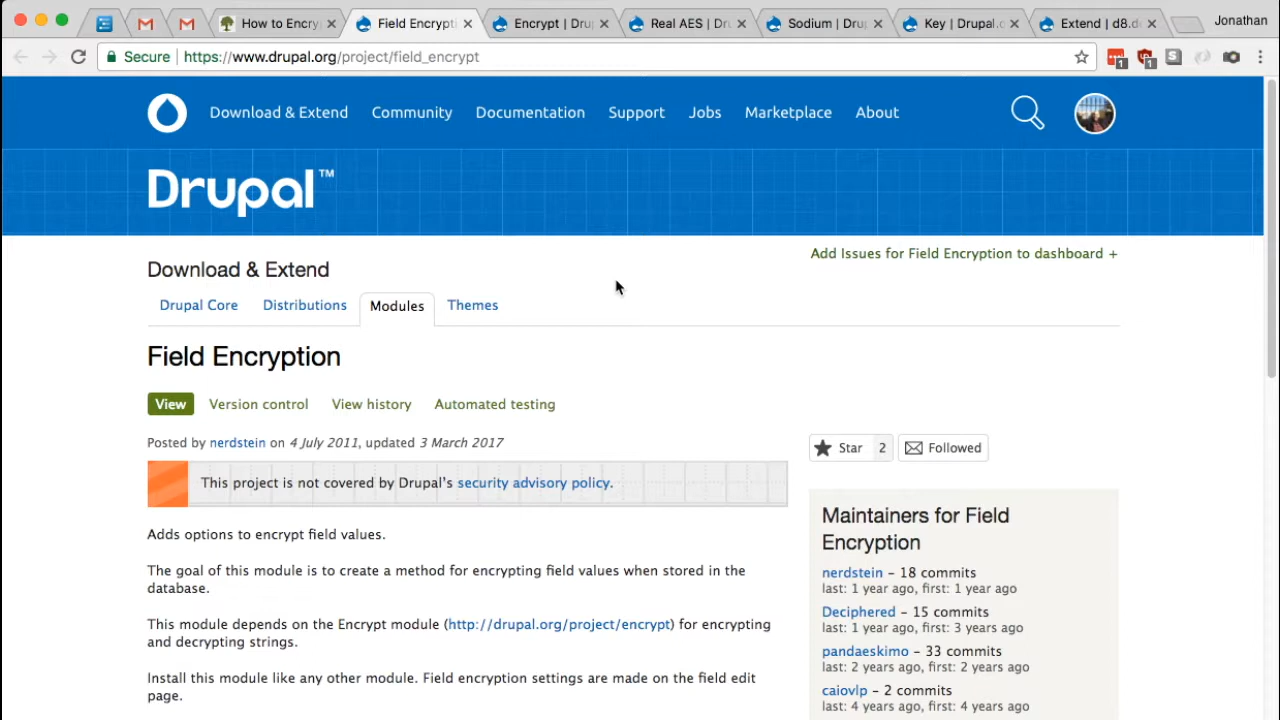 How to Encry
Field Encrypti
Encrypt | Dru
Real AES | Dr
Sodium | Dru
Key | Drupal.o
Extend | d8.d
Jonathan
Secure
https://www.drupal.org/project/field_encrypt
1
1
S
Download & Extend
Community
Documentation
Support
Jobs
Marketplace
About
Drupal™
Add Issues for Field Encryption to dashboard +
Download & Extend
Drupal Core
Distributions
Modules
Themes
Field Encryption
View
Version control
View history
Automated testing
Posted by nerdstein on 4 July 2011, updated 3 March 2017
Star 2
Followed
This project is not covered by Drupal's security advisory policy.
Adds options to encrypt field values.
The goal of this module is to create a method for encrypting field values when stored in the
database.
This module depends on the Encrypt module (http://drupal.org/project/encrypt) for encrypting
and decrypting strings.
Install this module like any other module. Field encryption settings are made on the field edit
page.
Maintainers for Field
Encryption
nerdstein – 18 commits
last: 1 year ago, first: 1 year ago
Deciphered – 15 commits
last: 1 year ago, first: 3 years ago
pandaeskimo – 33 commits
last: 2 years ago, first: 2 years ago
caiovlp – 2 commits
last: 4 years ago, first: 4 years ago